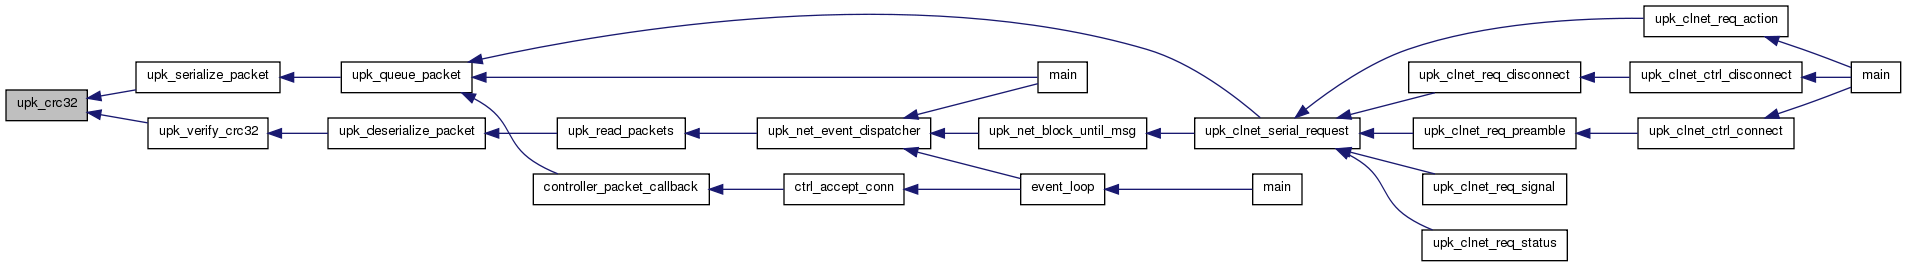 upk_crc32
upk_serialize_packet
upk_verify_crc32
upk_queue_packet
upk_deserialize_packet
controller_packet_callback
upk_read_packets
ctrl_accept_conn
upk_net_event_dispatcher
main
upk_net_block_until_msg
event_loop
main
upk_clnet_serial_request
upk_clnet_req_action
upk_clnet_req_disconnect
upk_clnet_req_preamble
upk_clnet_req_signal
upk_clnet_req_status
upk_clnet_ctrl_disconnect
upk_clnet_ctrl_connect
main